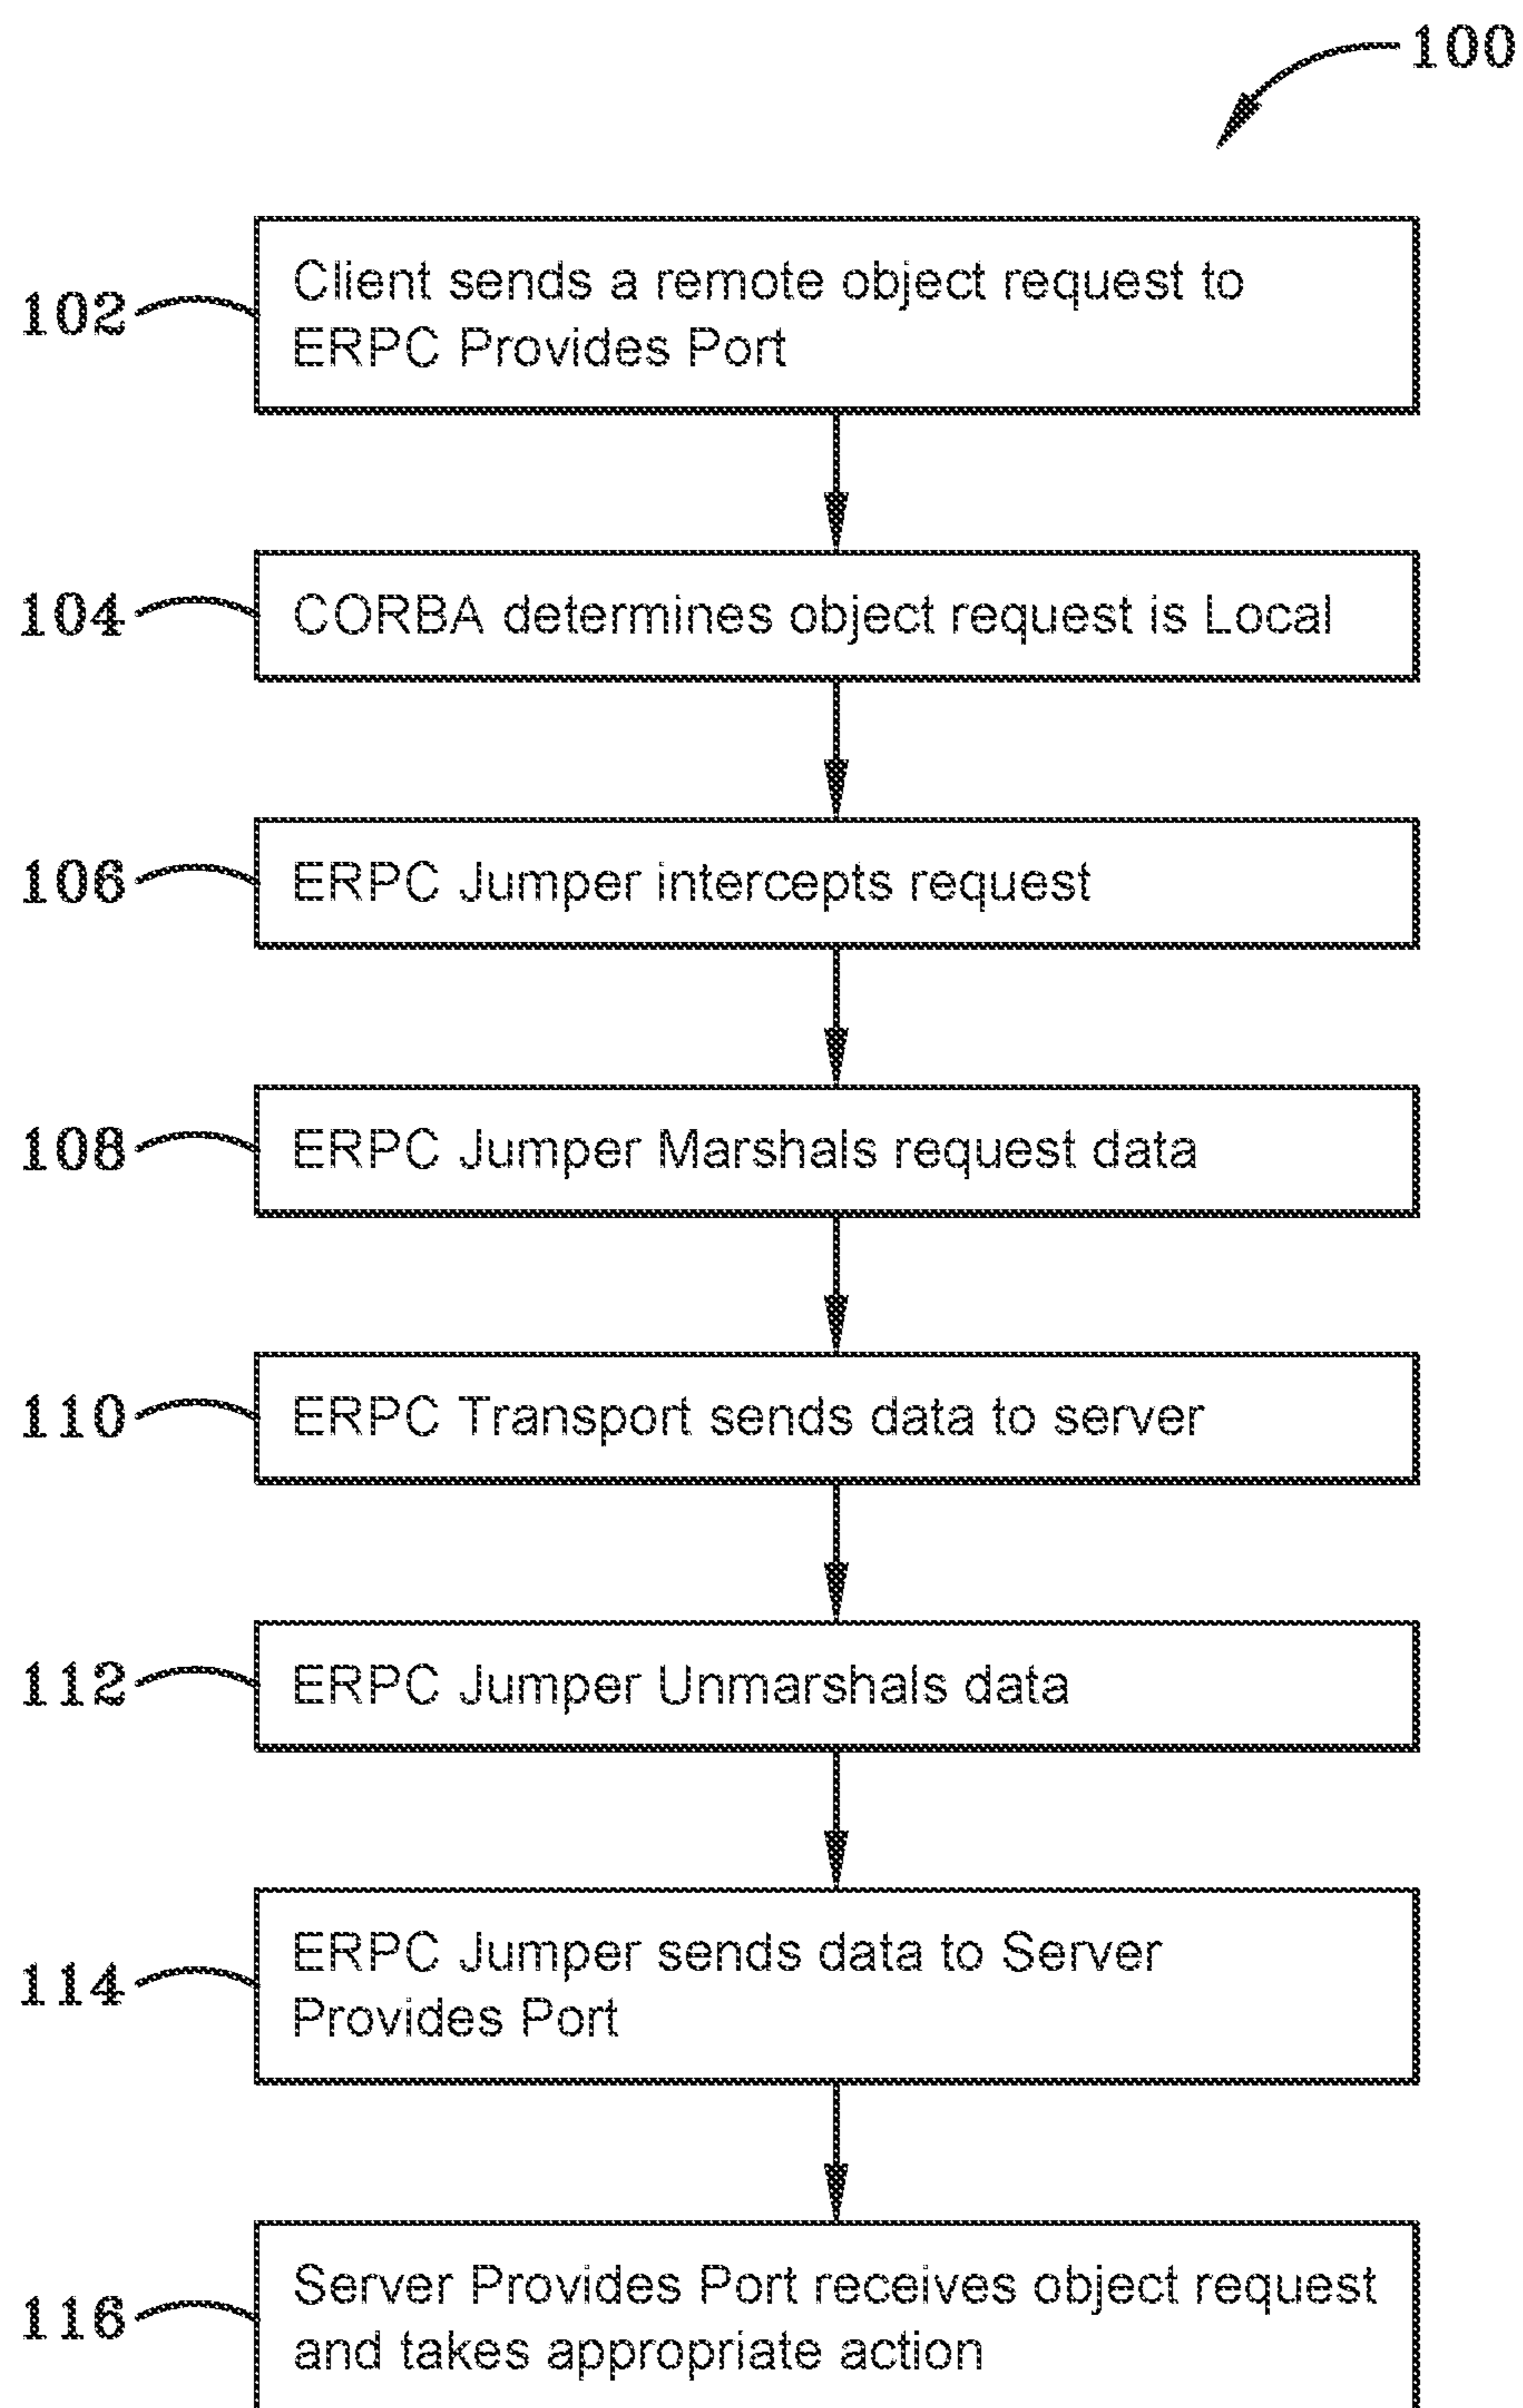 100
102
Client sends a remote object request to
ERPC Provides Port
104
CORBA determines object request is Local
106
ERPC Jumper intercepts request
108
ERPC Jumper Marshals request data
110
ERPC Transport sends data to server
112
ERPC Jumper Unmarshals data
114
ERPC Jumper sends data to Server
Provides Port
116
Server Provides Port receives object request
and takes appropriate action